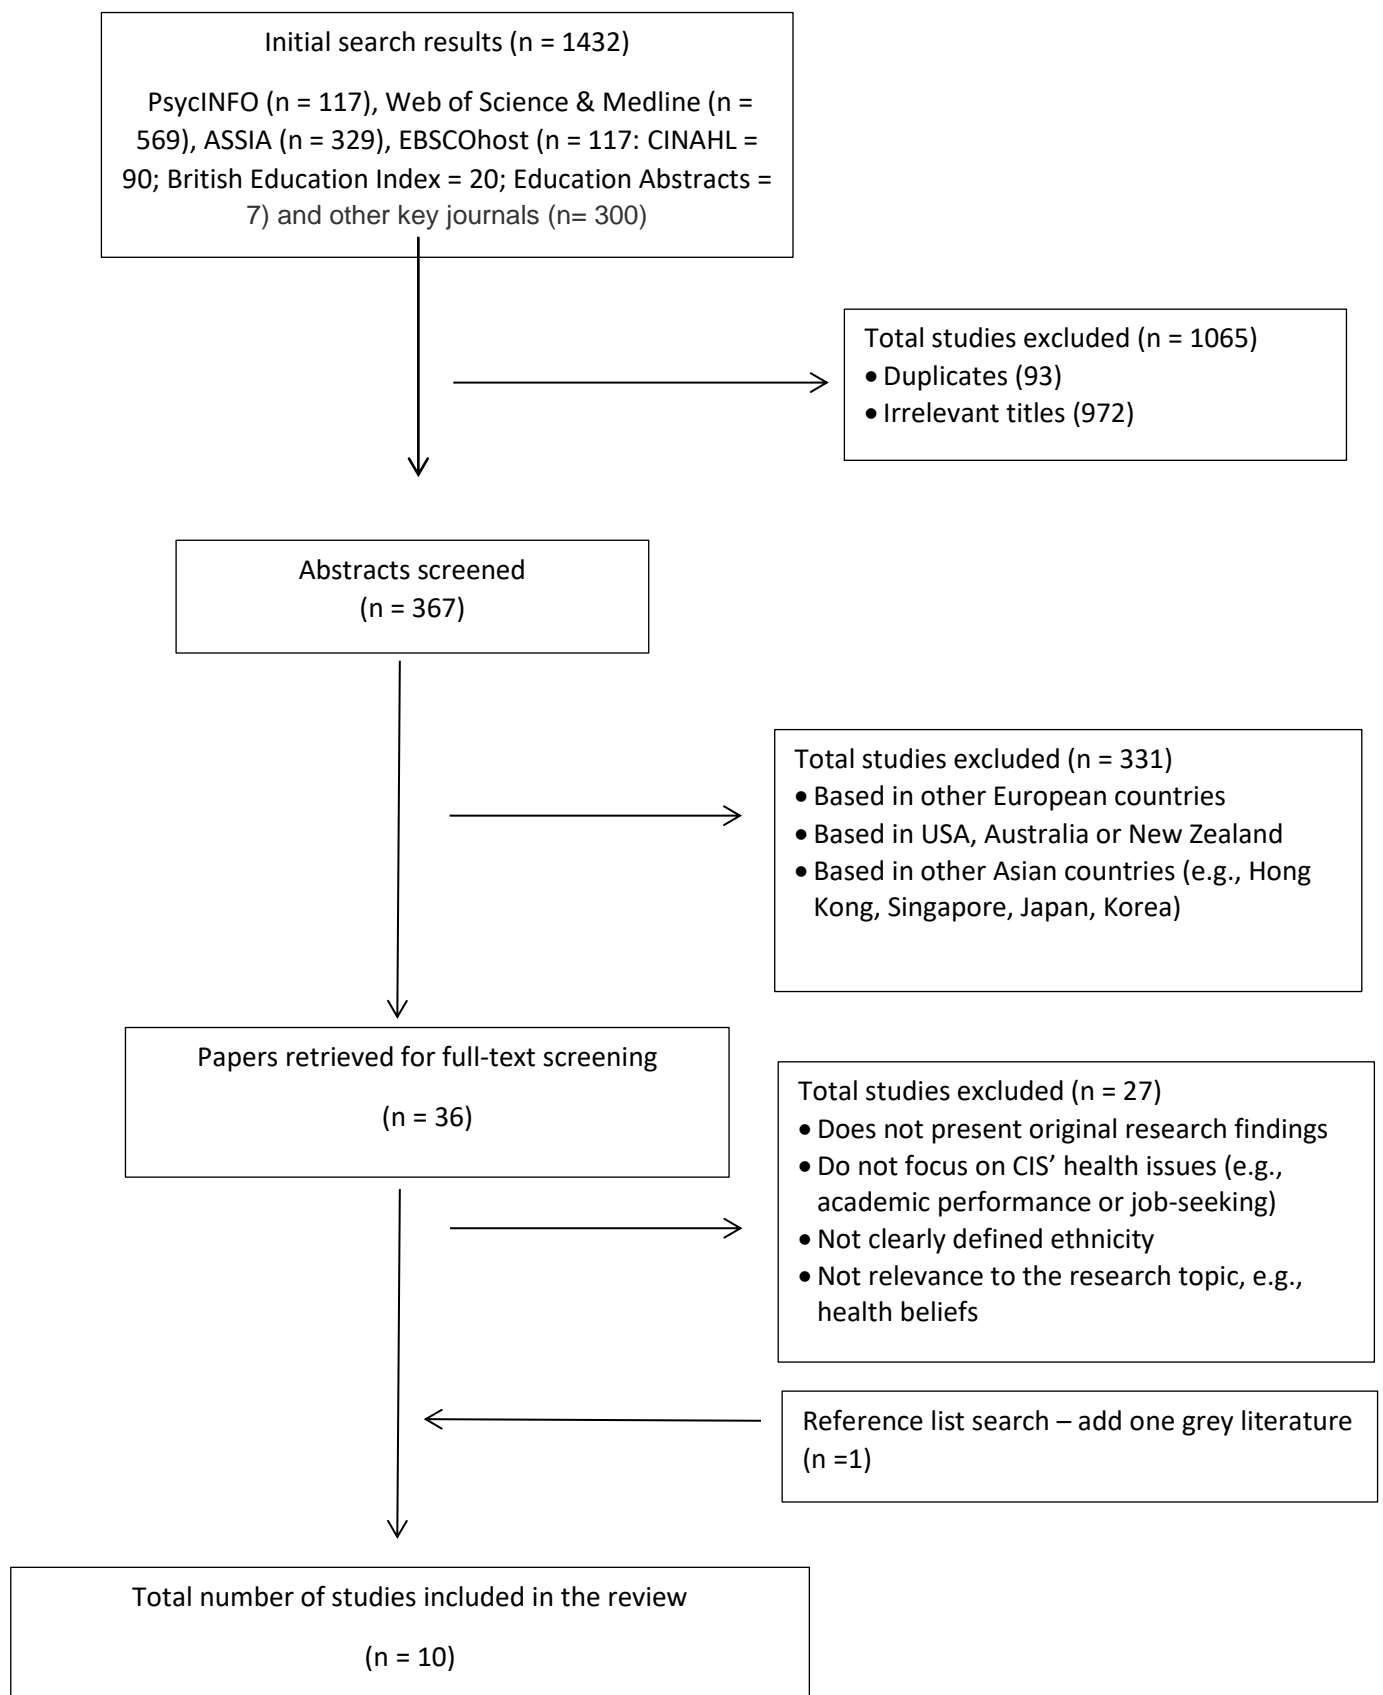 Initial search results (n = 1432)
PsycINFO (n = 117), Web of Science & Medline (n =
569), ASSIA (n = 329), EBSCOhost (n = 117: CINAHL =
90; British Education Index = 20; Education Abstracts =
7) and other key journals (n= 300)
Total studies excluded (n = 1065)
• Duplicates (93)
• Irrelevant titles (972)
Abstracts screened
(n = 367)
Total studies excluded (n = 331)
• Based in other European countries
• Based in USA, Australia or New Zealand
• Based in other Asian countries (e.g., Hong
Kong, Singapore, Japan, Korea)
Papers retrieved for full-text screening
(n = 36)
Total studies excluded (n = 27)
• Does not present original research findings
• Do not focus on CIS’ health issues (e.g.,
academic performance or job-seeking)
• Not clearly defined ethnicity
• Not relevance to the research topic, e.g.,
health beliefs
Reference list search – add one grey literature
(n =1)
Total number of studies included in the review
(n = 10)